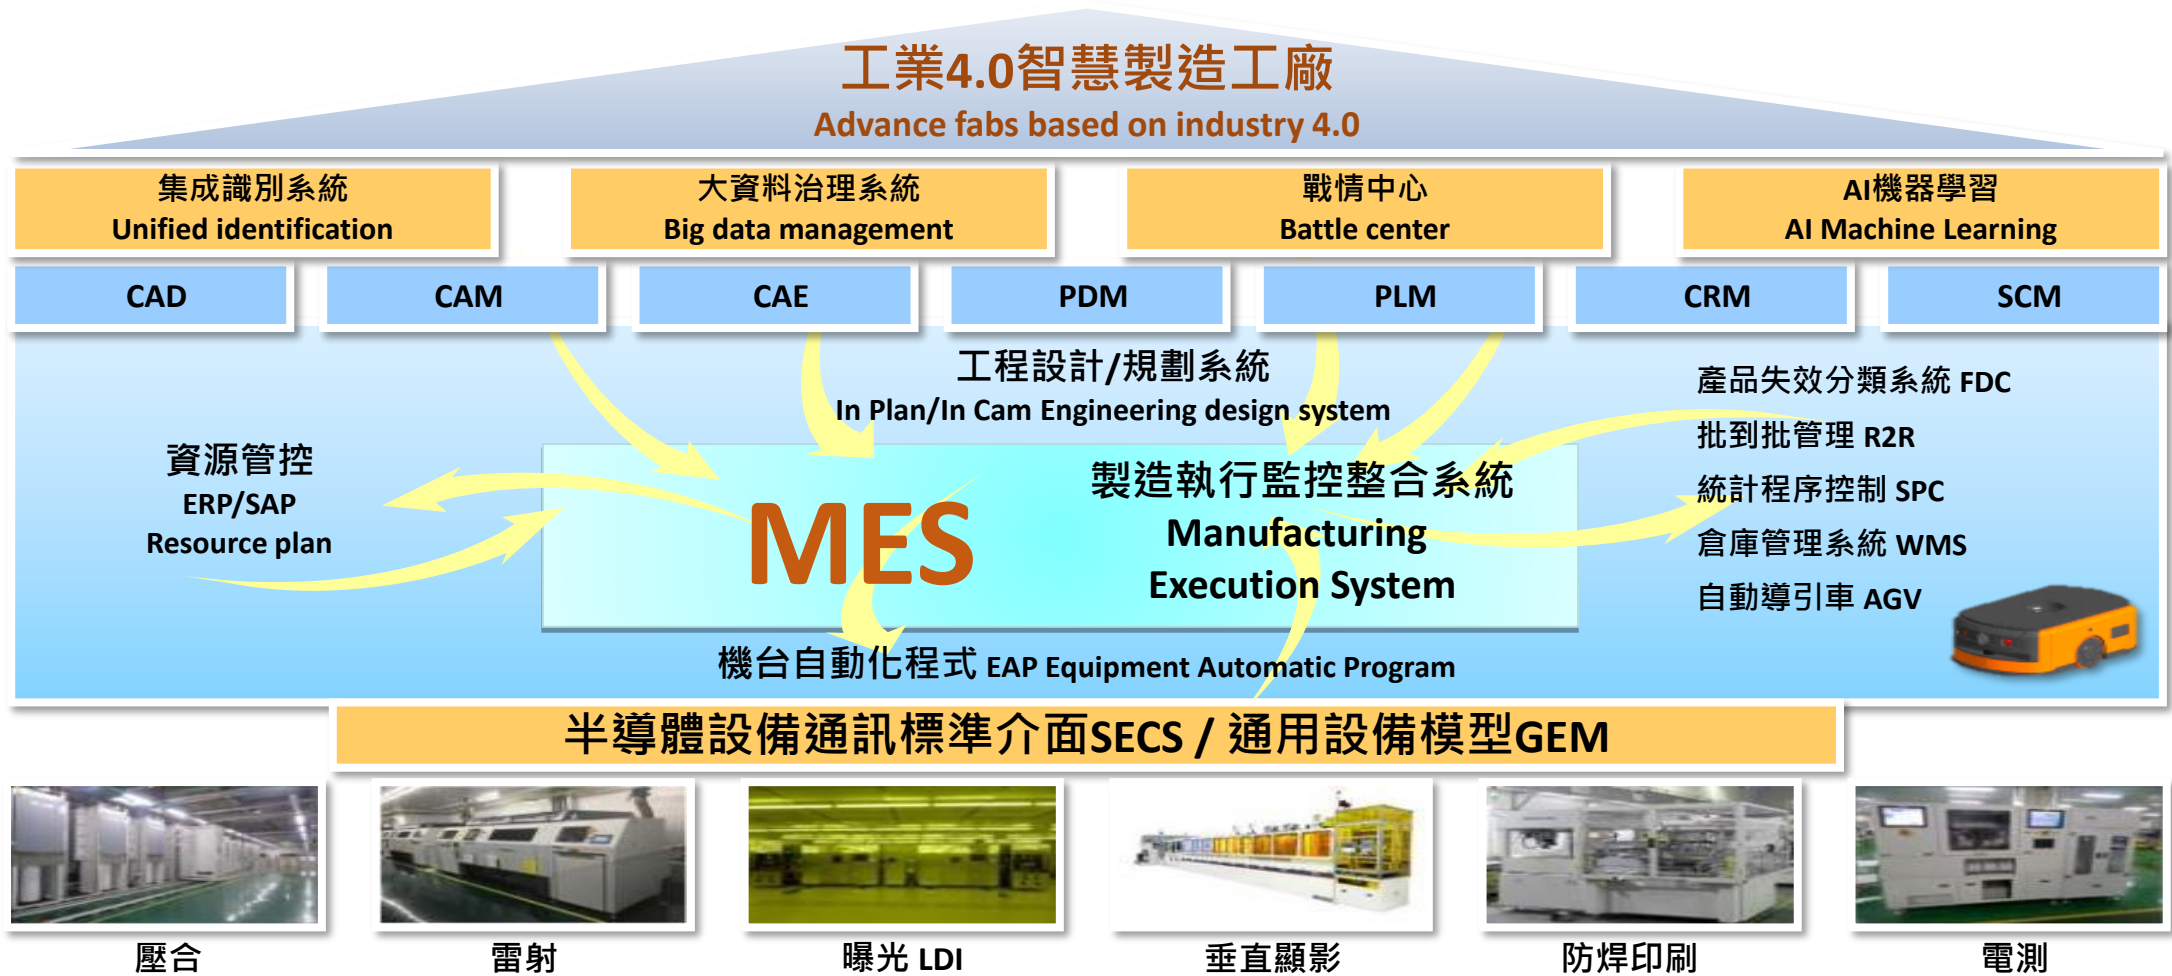 工業4.0智慧製造工廠
Advance fabs based on industry 4.0
集成識別系統
Unified identification
大資料治理系統
Big data management
戰情中心
Battle center
AI機器學習
AI Machine Learning
CAD
CAM
CAE
PDM
PLM
CRM
SCM
工程設計/規劃系統
In Plan/In Cam Engineering design system
資源管控
ERP/SAP
Resource plan
MES
製造執行監控整合系統
Manufacturing
Execution System
產品失效分類系統 FDC
批到批管理 R2R
統計程序控制 SPC
倉庫管理系統 WMS
自動導引車 AGV
機台自動化程式 EAP Equipment Automatic Program
半導體設備通訊標準介面SECS / 通用設備模型GEM
壓合
雷射
曝光 LDI
垂直顯影
防焊印刷
電測